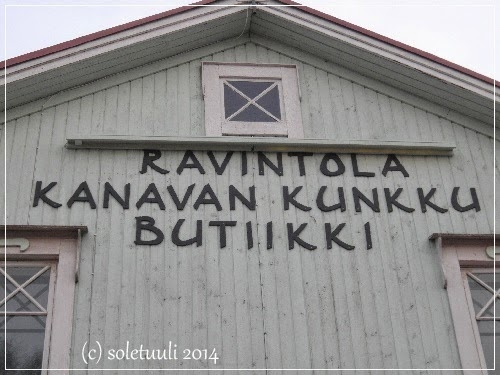 RAVINTOLA
KANAVAN KUNKKU
BUTIIKKI
(c) soletuuli 2014